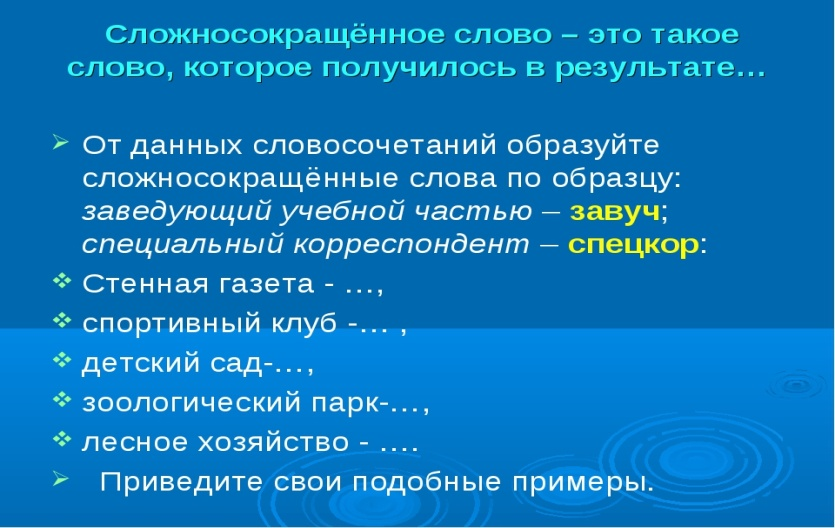 Сложносокращённое слово – это такое
слово, которое получилось в результате…
От данных словосочетаний образуйте
сложносокращённые слова по образцу:
заведующий учебной частью – завуч;
специальный корреспондент – спецкор:
Стенная газета - …,
спортивный клуб -… ,
детский сад-…,
зоологический парк-…,
лесное хозяйство - ….
Приведите свои подобные примеры.